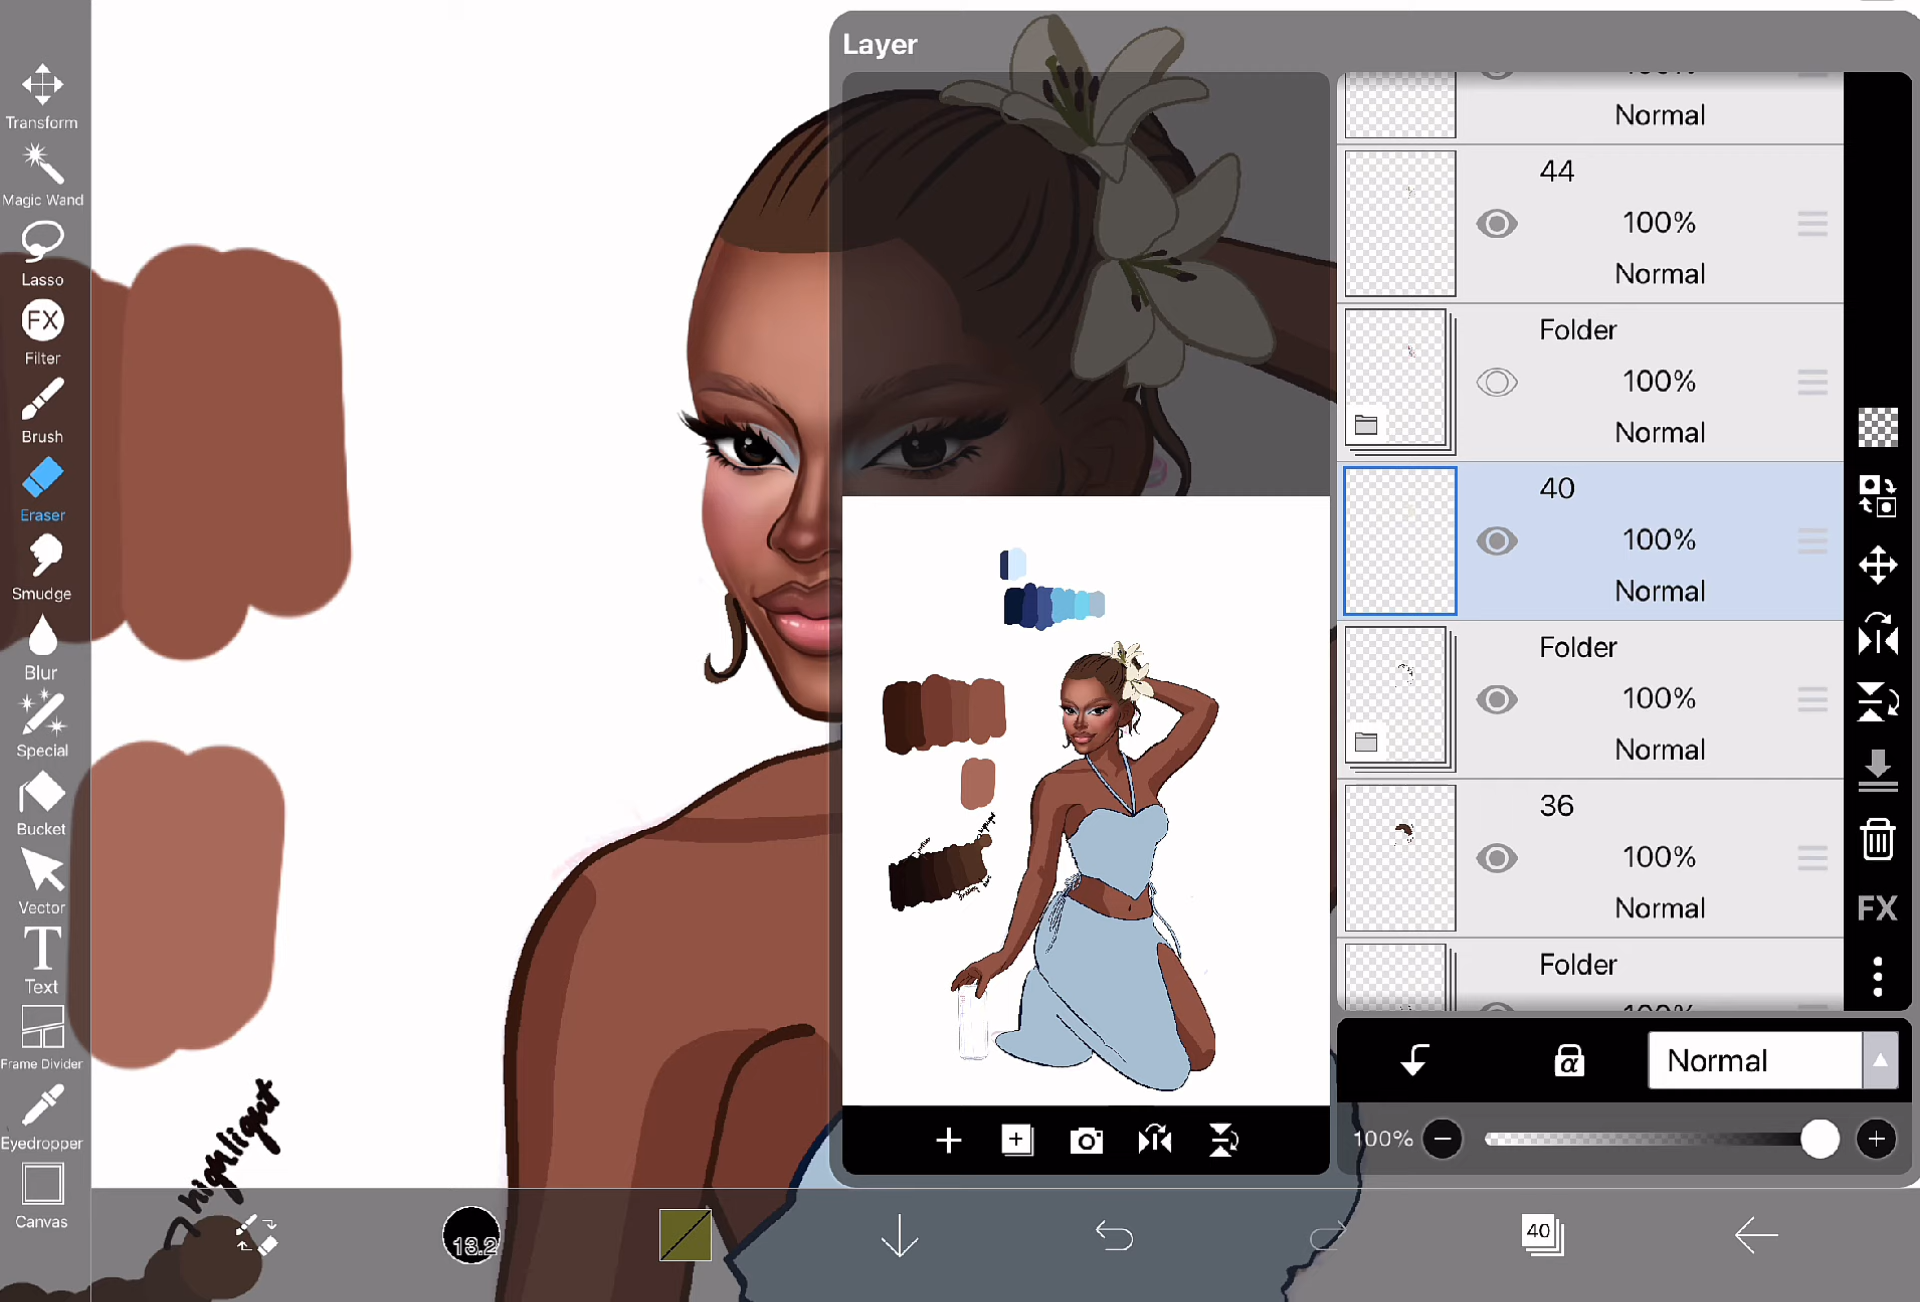 Layer
Transform
Magic Wand
Lasso
FX
Filter
Brush
Eraser
Smudge
Blur
Special
Bucket
Vector
T
Text
Frame Divider
Eyedropper
Canvas
highlight
Normal
44
100%
Normal
Folder
100%
Normal
40
100%
Normal
Folder
100%
Normal
36
100%
Normal
Folder
100%
FX
α
Normal
100%
13.2
40